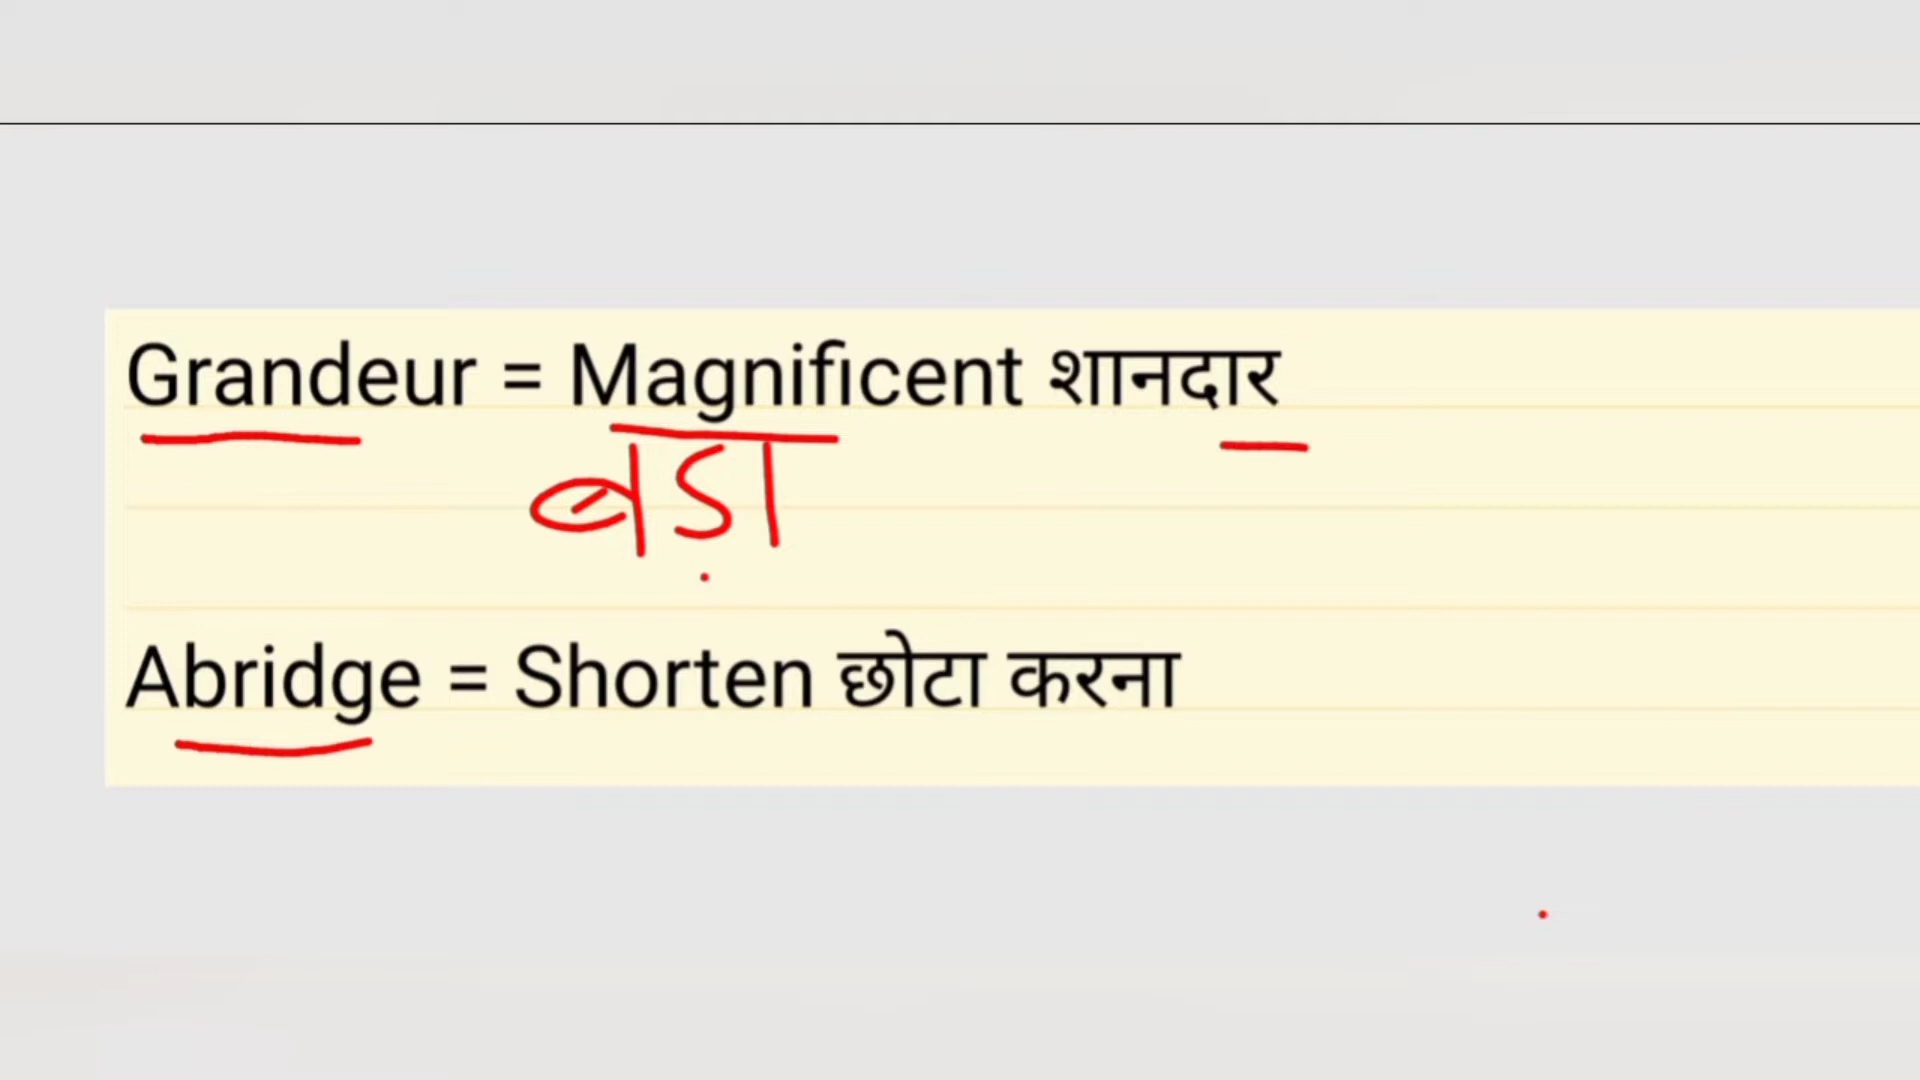 Grandeur = Magnificent शानदार
बडा
Abridge = Shorten छोटा करना